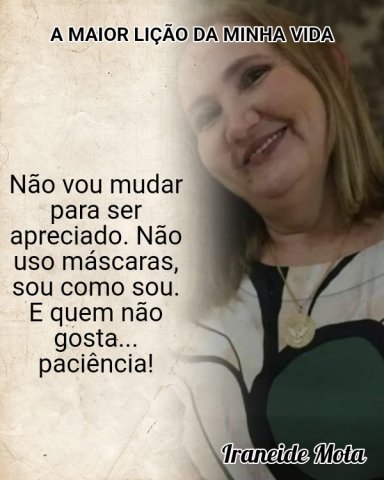 A MAIOR LIÇÃO DA MINHA VIDA
Não vou mudar
para ser
apreciado. Não
uso máscaras,
sou como sou.
E quem não
gosta...
paciência!
Iraneide Mota